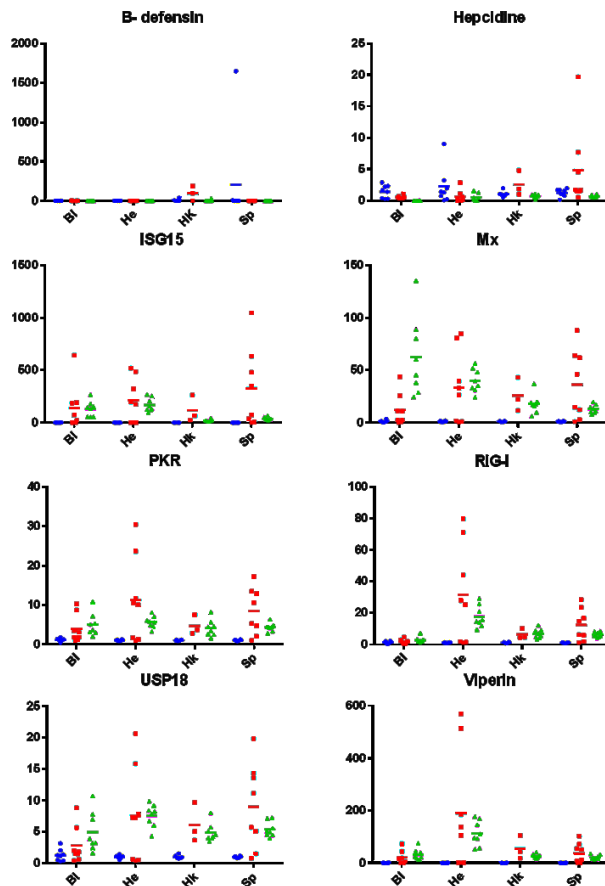 B- defensin
2000
1500
1000
500
0
Bl
He
HK
Sp
Hepcidine
25
20
15
10
5
0
Bl
He
Hk
Sp
ISG15
1500
1000
500
0
Bl
He
Hk
Sp
Mx
150
100
50
0
Bl
He
Hk
Sp
PKR
40
30
20
10
0
Bl
He
Hk
Sp
RIG-I
100
80
60
40
20
0
Bl
He
Hk
Sp
USP18
25
20
15
10
5
0
Bl
He
Hk
Sp
Viperin
600
400
200
0
Bl
He
Hk
Sp